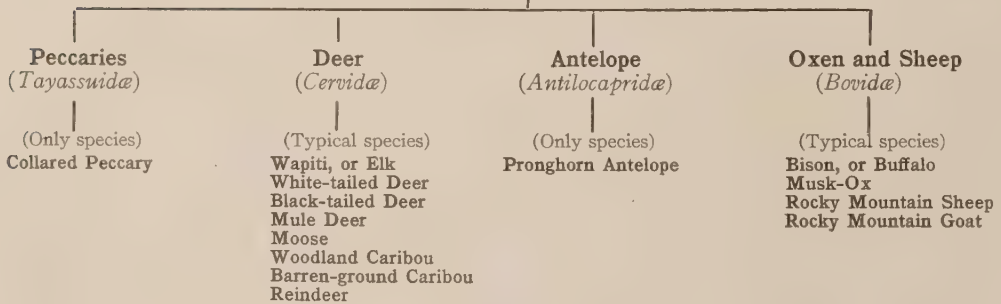 Peccaries
(Tayassuidæ)
(Only species)
Collared Peccary
Deer
(Cervidæ)
(Typical species)
Wapiti, or Elk
White-tailed Deer
Black-tailed Deer
Mule Deer
Moose
Woodland Caribou
Barren-ground Caribou
Reindeer
Antelope
(Antilocapridæ)
(Only species)
Pronghorn Antelope
Oxen and Sheep
(Bovidæ)
(Typical species)
Bison, or Buffalo
Musk-Ox
Rocky Mountain Sheep
Rocky Mountain Goat